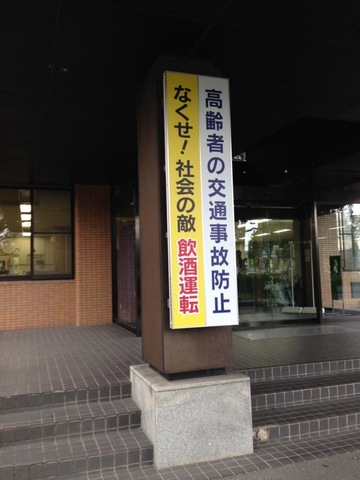 高齢者の交通事故防止
なくせ!社会の敵 飲酒運転